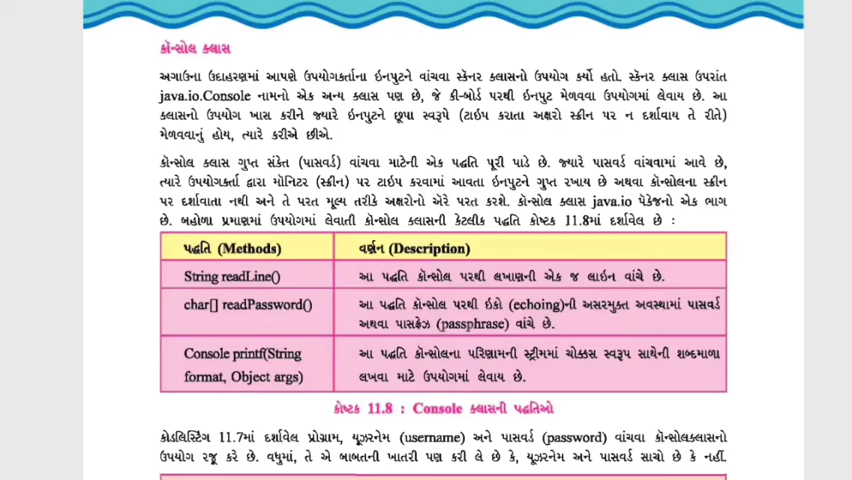 કૉન્સોલ ક્લાસ
અગાઉના ઉદાહરણમાં આપણે ઉપયોગકર્તાના ઇનપુટને વાંચવા સ્કૅનર ક્લાસનો ઉપયોગ કર્યો હતો. સ્કૅનર ક્લાસ ઉપરાંત
java.io.Console નામનો એક અન્ય ક્લાસ પણ છે, જે કી-બોર્ડ પરથી ઇનપુટ મેળવવા ઉપયોગમાં લેવાય છે. આ
ક્લાસનો ઉપયોગ ખાસ કરીને જ્યારે ઇનપુટને છૂપા સ્વરૂપે (ટાઇપ કરાતા અક્ષરો સ્ક્રીન પર ન દર્શાવાય તે રીતે)
મેળવવાનું હોય, ત્યારે કરીએ છીએ.
કૉન્સોલ ક્લાસ ગુપ્ત સંકેત (પાસવર્ડ) વાંચવા માટેની એક પદ્ધતિ પૂરી પાડે છે. જ્યારે પાસવર્ડ વાંચવામાં આવે છે,
ત્યારે ઉપયોગકર્તા દ્વારા મૉનિટર (સ્ક્રીન) પર ટાઇપ કરવામાં આવતા ઇનપુટને ગુપ્ત રખાય છે અથવા કૉન્સોલના સ્ક્રીન
પર દર્શાવાતા નથી અને તે પરત મૂલ્ય તરીકે અક્ષરોનો ઍરે પરત કરશે. કૉન્સોલ ક્લાસ java.io પૅકેજનો એક ભાગ
છે. બહોળા પ્રમાણમાં ઉપયોગમાં લેવાતી કૉન્સોલ ક્લાસની કેટલીક પદ્ધતિ કોષ્ટક 11.8માં દર્શાવેલ છે :
પદ્ધતિ (Methods) વર્ણન (Description)
String readLine() આ પદ્ધતિ કૉન્સોલ પરથી લખાણની એક જ લાઇન વાંચે છે.
char[] readPassword() આ પદ્ધતિ કૉન્સોલ પરથી ઇકો (echoing)ની અસરમુક્ત અવસ્થામાં પાસવર્ડ
અથવા પાસફ્રેઝ (passphrase) વાંચે છે.
Console printf(String આ પદ્ધતિ કૉન્સોલના પરિણામની સ્ટ્રીમમાં ચોક્કસ સ્વરૂપ સાથેની શબ્દમાળા
format, Object args) લખવા માટે ઉપયોગમાં લેવાય છે.
કોષ્ટક 11.8 : Console ક્લાસની પદ્ધતિઓ
કોડલિસ્ટિંગ 11.7માં દર્શાવેલ પ્રોગ્રામ, યૂઝરનેમ (username) અને પાસવર્ડ (password) વાંચવા કૉન્સોલક્લાસનો
ઉપયોગ રજૂ કરે છે. વધુમાં, તે એ બાબતની ખાતરી પણ કરી લે છે કે, યૂઝરનેમ અને પાસવર્ડ સાચો છે કે નહીં.